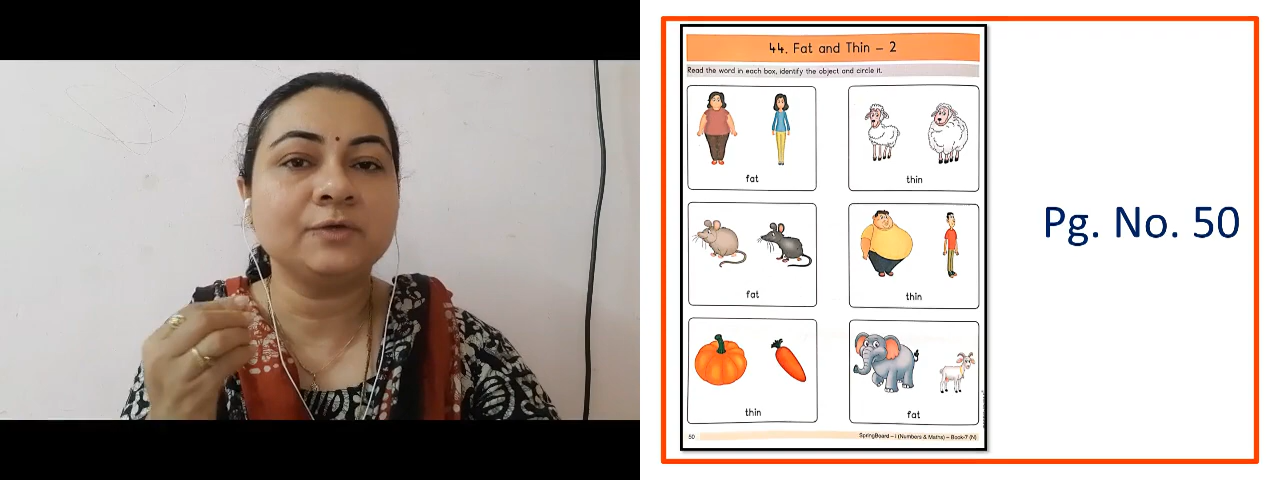 44. Fat and Thin – 2
Read the word in each box, identify the object and circle it.
fat
thin
fat
thin
thin
fat
50
SpringBoard – I (Numbers & Maths) – Book-7 (N)
Pg. No. 50